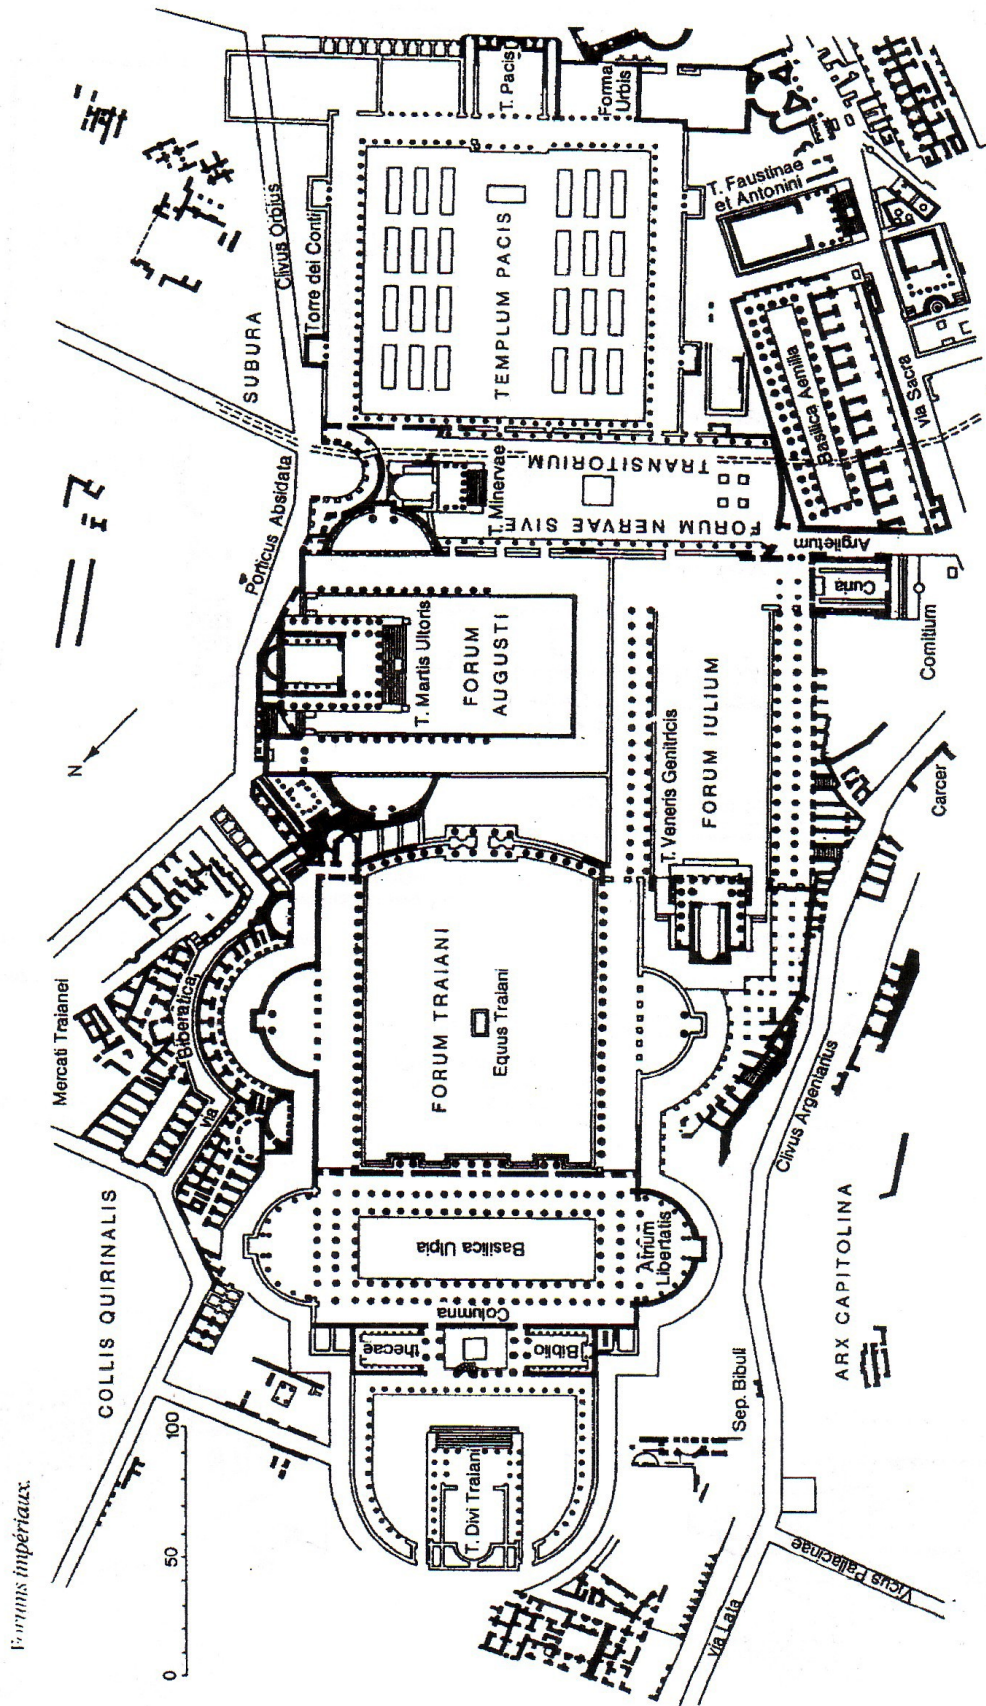 Forums impériaux.
0 50 100
N
COLLIS QUIRINALIS
Mercati Traianei
Via
Biberatica
SUBURA
Clivus Orbius
Porticus Absidata
Torre dei Conti
T. Pacis
Forma
Urbis
TEMPLUM PACIS
T. Faustinae
et Antonini
Basilica Aemilia
via Sacra
T. Minervae
FORUM NERVAE SIVE
TRANSITORIUM
Argiletum
Curia
Comitium
Carcer
T. Martis Ultoris
FORUM
AUGUSTI
T. Veneris Genitricis
FORUM IULIUM
FORUM TRAIANI
Equus Traiani
Basilica Ulpia
Atrium
Libertatis
Columna
Biblio
thecae
T. Divi Traiani
Sep. Bibuli
Clivus Argentarius
ARX CAPITOLINA
via Lata
Vicus Pallacinae